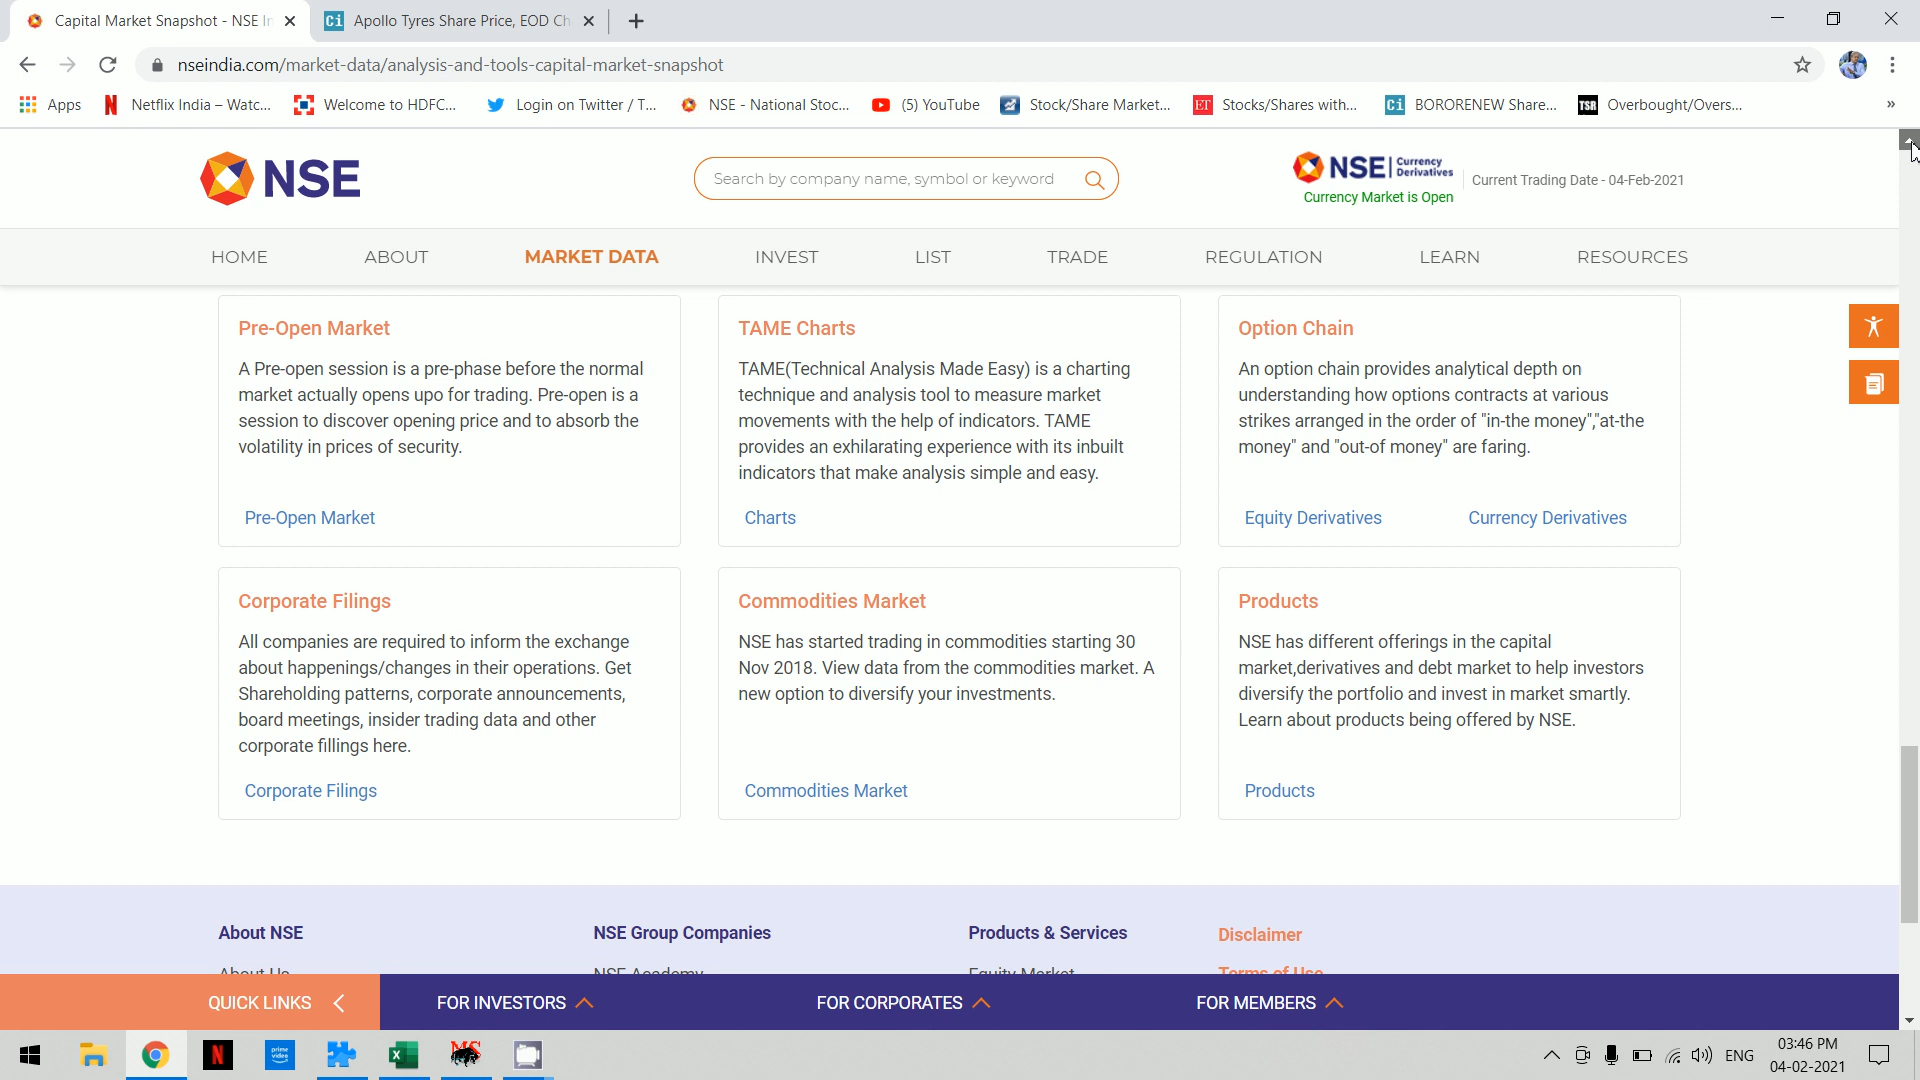 Capital Market Snapshot - NSE In
Apollo Tyres Share Price, EOD Ch
nseindia.com/market-data/analysis-and-tools-capital-market-snapshot
Apps
Netflix India – Watc...
Welcome to HDFC...
Login on Twitter / T...
NSE - National Stoc...
(5) YouTube
Stock/Share Market...
ET
Stocks/Shares with...
Ci
BORORENEW Share...
TSR
Overbought/Overs...
»
NSE
Search by company name, symbol or keyword
NSE
Currency
Derivatives
Currency Market is Open
Current Trading Date - 04-Feb-2021
HOME
ABOUT
MARKET DATA
INVEST
LIST
TRADE
REGULATION
LEARN
RESOURCES
Pre-Open Market
A Pre-open session is a pre-phase before the normal
market actually opens upo for trading. Pre-open is a
session to discover opening price and to absorb the
volatility in prices of security.
Pre-Open Market
TAME Charts
TAME(Technical Analysis Made Easy) is a charting
technique and analysis tool to measure market
movements with the help of indicators. TAME
provides an exhilarating experience with its inbuilt
indicators that make analysis simple and easy.
Charts
Option Chain
An option chain provides analytical depth on
understanding how options contracts at various
strikes arranged in the order of "in-the money","at-the
money" and "out-of money" are faring.
Equity Derivatives
Currency Derivatives
Corporate Filings
All companies are required to inform the exchange
about happenings/changes in their operations. Get
Shareholding patterns, corporate announcements,
board meetings, insider trading data and other
corporate fillings here.
Corporate Filings
Commodities Market
NSE has started trading in commodities starting 30
Nov 2018. View data from the commodities market. A
new option to diversify your investments.
Commodities Market
Products
NSE has different offerings in the capital
market,derivatives and debt market to help investors
diversify the portfolio and invest in market smartly.
Learn about products being offered by NSE.
Products
About NSE
NSE Group Companies
Products & Services
Disclaimer
About Us
NSE Academy
Equity Market
Terms of Use
QUICK LINKS
FOR INVESTORS
FOR CORPORATES
FOR MEMBERS
prime
video
MS
ENG
03:46 PM
04-02-2021